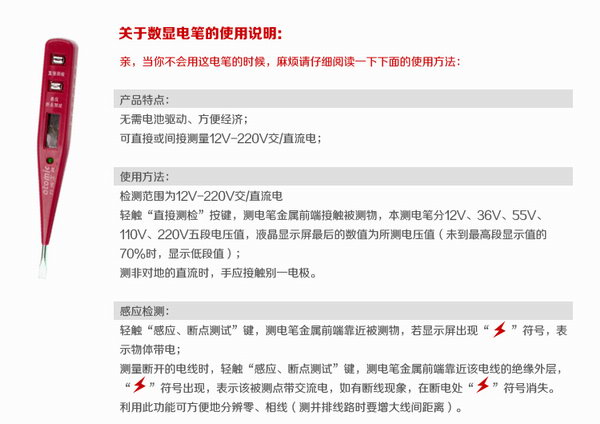 关于数显电笔的使用说明：
亲，当你不会用这电笔的时候，麻烦请仔细阅读一下下面的使用方法：
产品特点：
无需电池驱动、方便经济；
可直接或间接测量12V-220V交/直流电；
使用方法：
检测范围为12V-220V交/直流电
轻触“直接测检”按键，测电笔金属前端接触被测物，本测电笔分12V、36V、55V、
110V、220V五段电压值，液晶显示屏最后的数值为所测电压值（未到最高段显示值的
70%时，显示低段值）；
测非对地的直流时，手应接触别一电极。
感应检测：
轻触“感应、断点测试”键，测电笔金属前端靠近被测物，若显示屏出现“⚡”符号，表
示物体带电；
测量断开的电线时，轻触“感应、断点测试”键，测电笔金属前端靠近该电线的绝缘外层，
“⚡”符号出现，表示该被测点带交流电，如有断线现象，在断电处“⚡”符号消失。
利用此功能可方便地分辨零、相线（测并排线路时要增大线间距离）。
atomic